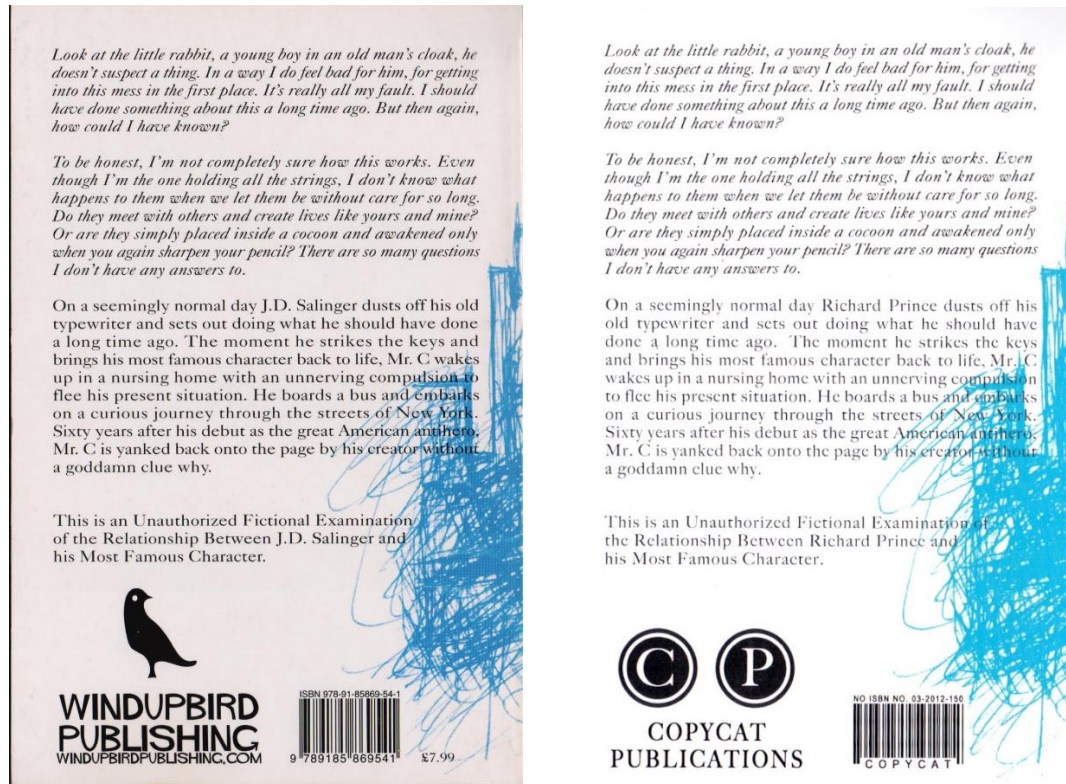 Look at the little rabbit, a young boy in an old man's cloak, he
doesn't suspect a thing. In a way I do feel bad for him, for getting
into this mess in the first place. It's really all my fault. I should
have done something about this a long time ago. But then again,
how could I have known?
To be honest, I'm not completely sure how this works. Even
though I'm the one holding all the strings, I don't know what
happens to them when we let them be without care for so long.
Do they meet with others and create lives like yours and mine?
Or are they simply placed inside a cocoon and awakened only
when you again sharpen your pencil? There are so many questions
I don't have any answers to.
On a seemingly normal day J.D. Salinger dusts off his old
typewriter and sets out doing what he should have done
a long time ago. The moment he strikes the keys and
brings his most famous character back to life, Mr. C wakes
up in a nursing home with an unnerving compulsion to
flee his present situation. He boards a bus and embarks
on a curious journey through the streets of New York.
Sixty years after his debut as the great American antihero,
Mr. C is yanked back onto the page by his creator without
a goddamn clue why.
This is an Unauthorized Fictional Examination
of the Relationship Between J.D. Salinger and
his Most Famous Character.
WINDUPBIRD
PUBLISHING
WINDUPBIRDPUBLISHING.COM
ISBN 978-91-85869-54-1
9 789185 869541
£7.99
Look at the little rabbit, a young boy in an old man's cloak, he
doesn't suspect a thing. In a way I do feel bad for him, for getting
into this mess in the first place. It's really all my fault. I should
have done something about this a long time ago. But then again,
how could I have known?
To be honest, I'm not completely sure how this works. Even
though I'm the one holding all the strings, I don't know what
happens to them when we let them be without care for so long.
Do they meet with others and create lives like yours and mine?
Or are they simply placed inside a cocoon and awakened only
when you again sharpen your pencil? There are so many questions
I don't have any answers to.
On a seemingly normal day Richard Prince dusts off his
old typewriter and sets out doing what he should have
done a long time ago. The moment he strikes the keys
and brings his most famous character back to life, Mr. C
wakes up in a nursing home with an unnerving compulsion
to flee his present situation. He boards a bus and embarks
on a curious journey through the streets of New York.
Sixty years after his debut as the great American antihero,
Mr. C is yanked back onto the page by his creator without
a goddamn clue why.
This is an Unauthorized Fictional Examination of
the Relationship Between Richard Prince and
his Most Famous Character.
C P
COPYCAT
PUBLICATIONS
NO ISBN NO. 03-2012-150
COPYCAT